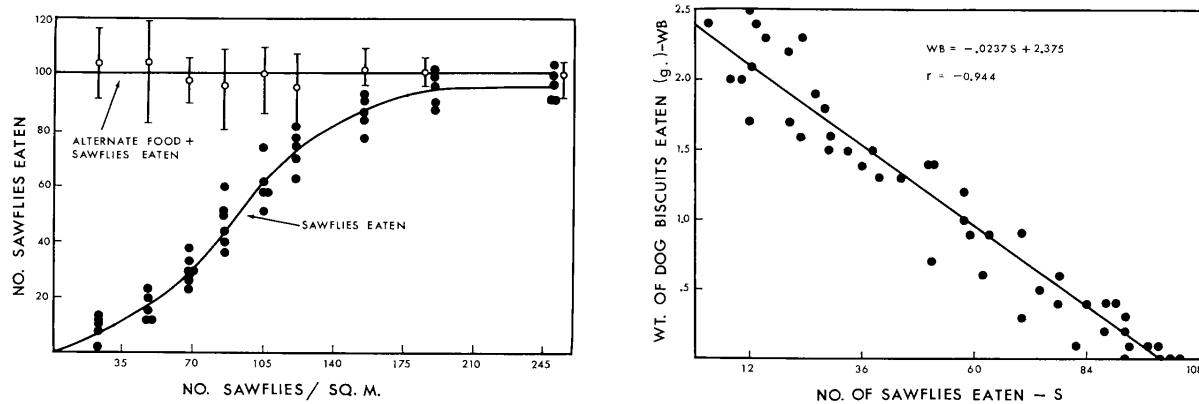 120
100
80
60
40
20
NO. SAWFLIES EATEN
ALTERNATE FOOD +
SAWFLIES EATEN
SAWFLIES EATEN
35 70 105 140 175 210 245
NO. SAWFLIES / SQ. M.
2.5
2.0
1.5
1.0
.5
WT. OF DOG BISCUITS EATEN (g.)-WB
WB = -.0237 S + 2.375
r = -0.944
12 36 60 84 108
NO. OF SAWFLIES EATEN - S